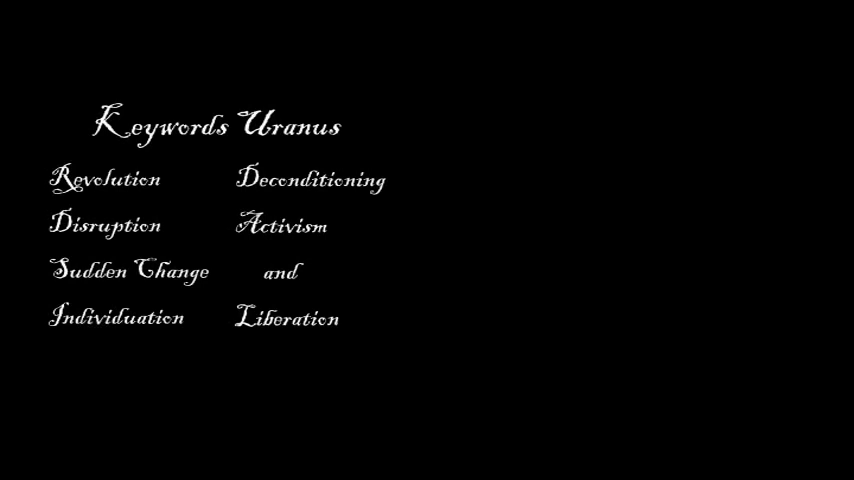 Keywords Uranus
Revolution
Disruption
Sudden Change
Individuation
Deconditioning
Activism
and
Liberation